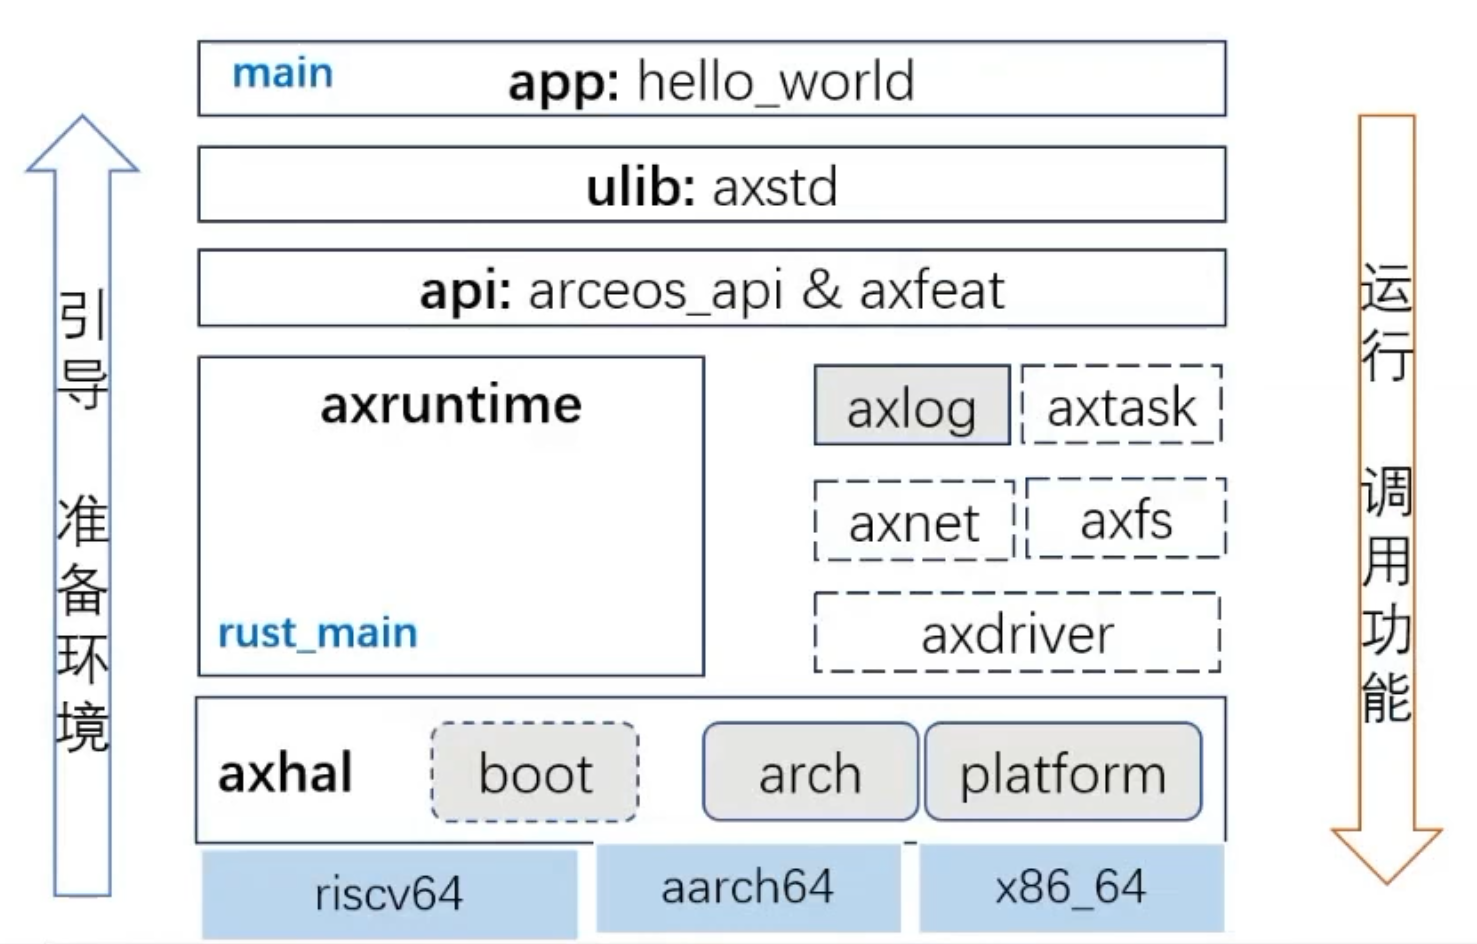 main
app: hello_world
ulib: axstd
api: arceos_api & axfeat
axruntime
rust_main
axlog
axtask
axnet
axfs
axdriver
axhal
boot
arch
platform
riscv64
aarch64
x86_64
引导 准备环境
运行 调用功能